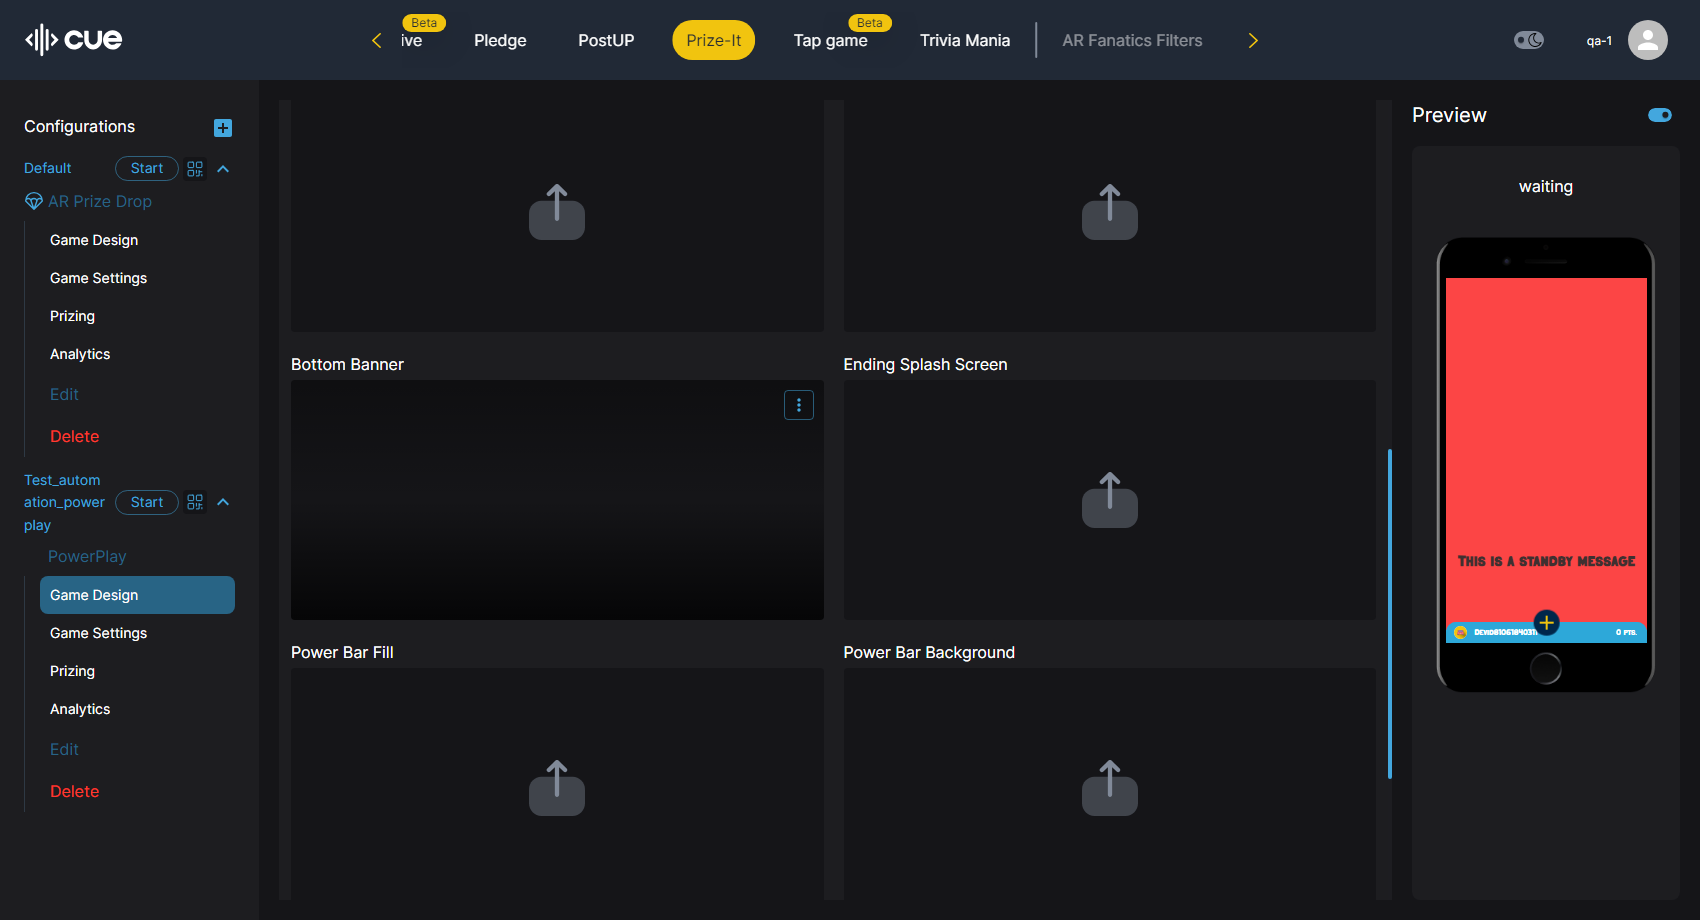 cue
Beta
ive
Pledge
PostUP
Prize-It
Beta
Tap game
Trivia Mania
AR Fanatics Filters
qa-1
Configurations
Default
Start
AR Prize Drop
Game Design
Game Settings
Prizing
Analytics
Edit
Delete
Test_autom
ation_power
play
Start
PowerPlay
Game Design
Game Settings
Prizing
Analytics
Edit
Delete
Bottom Banner
Ending Splash Screen
Power Bar Fill
Power Bar Background
Preview
waiting
This is a standby message
0 pts.